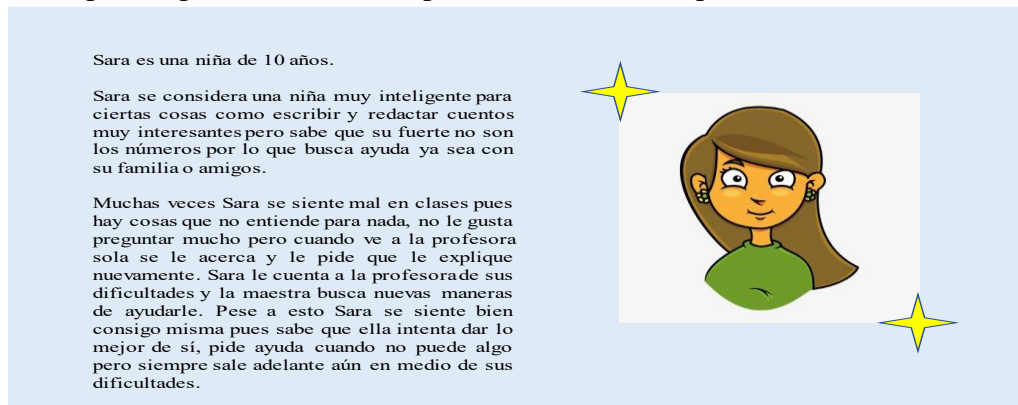 Sara es una niña de 10 años.
Sara se considera una niña muy inteligente para
ciertas cosas como escribir y redactar cuentos
muy interesantes pero sabe que su fuerte no son
los números por lo que busca ayuda ya sea con
su familia o amigos.
Muchas veces Sara se siente mal en clases pues
hay cosas que no entiende para nada, no le gusta
preguntar mucho pero cuando ve a la profesora
sola se le acerca y le pide que le explique
nuevamente. Sara le cuenta a la profesora de sus
dificultades y la maestra busca nuevas maneras
de ayudarle. Pese a esto Sara se siente bien
consigo misma pues sabe que ella intenta dar lo
mejor de sí, pide ayuda cuando no puede algo
pero siempre sale adelante aún en medio de sus
dificultades.